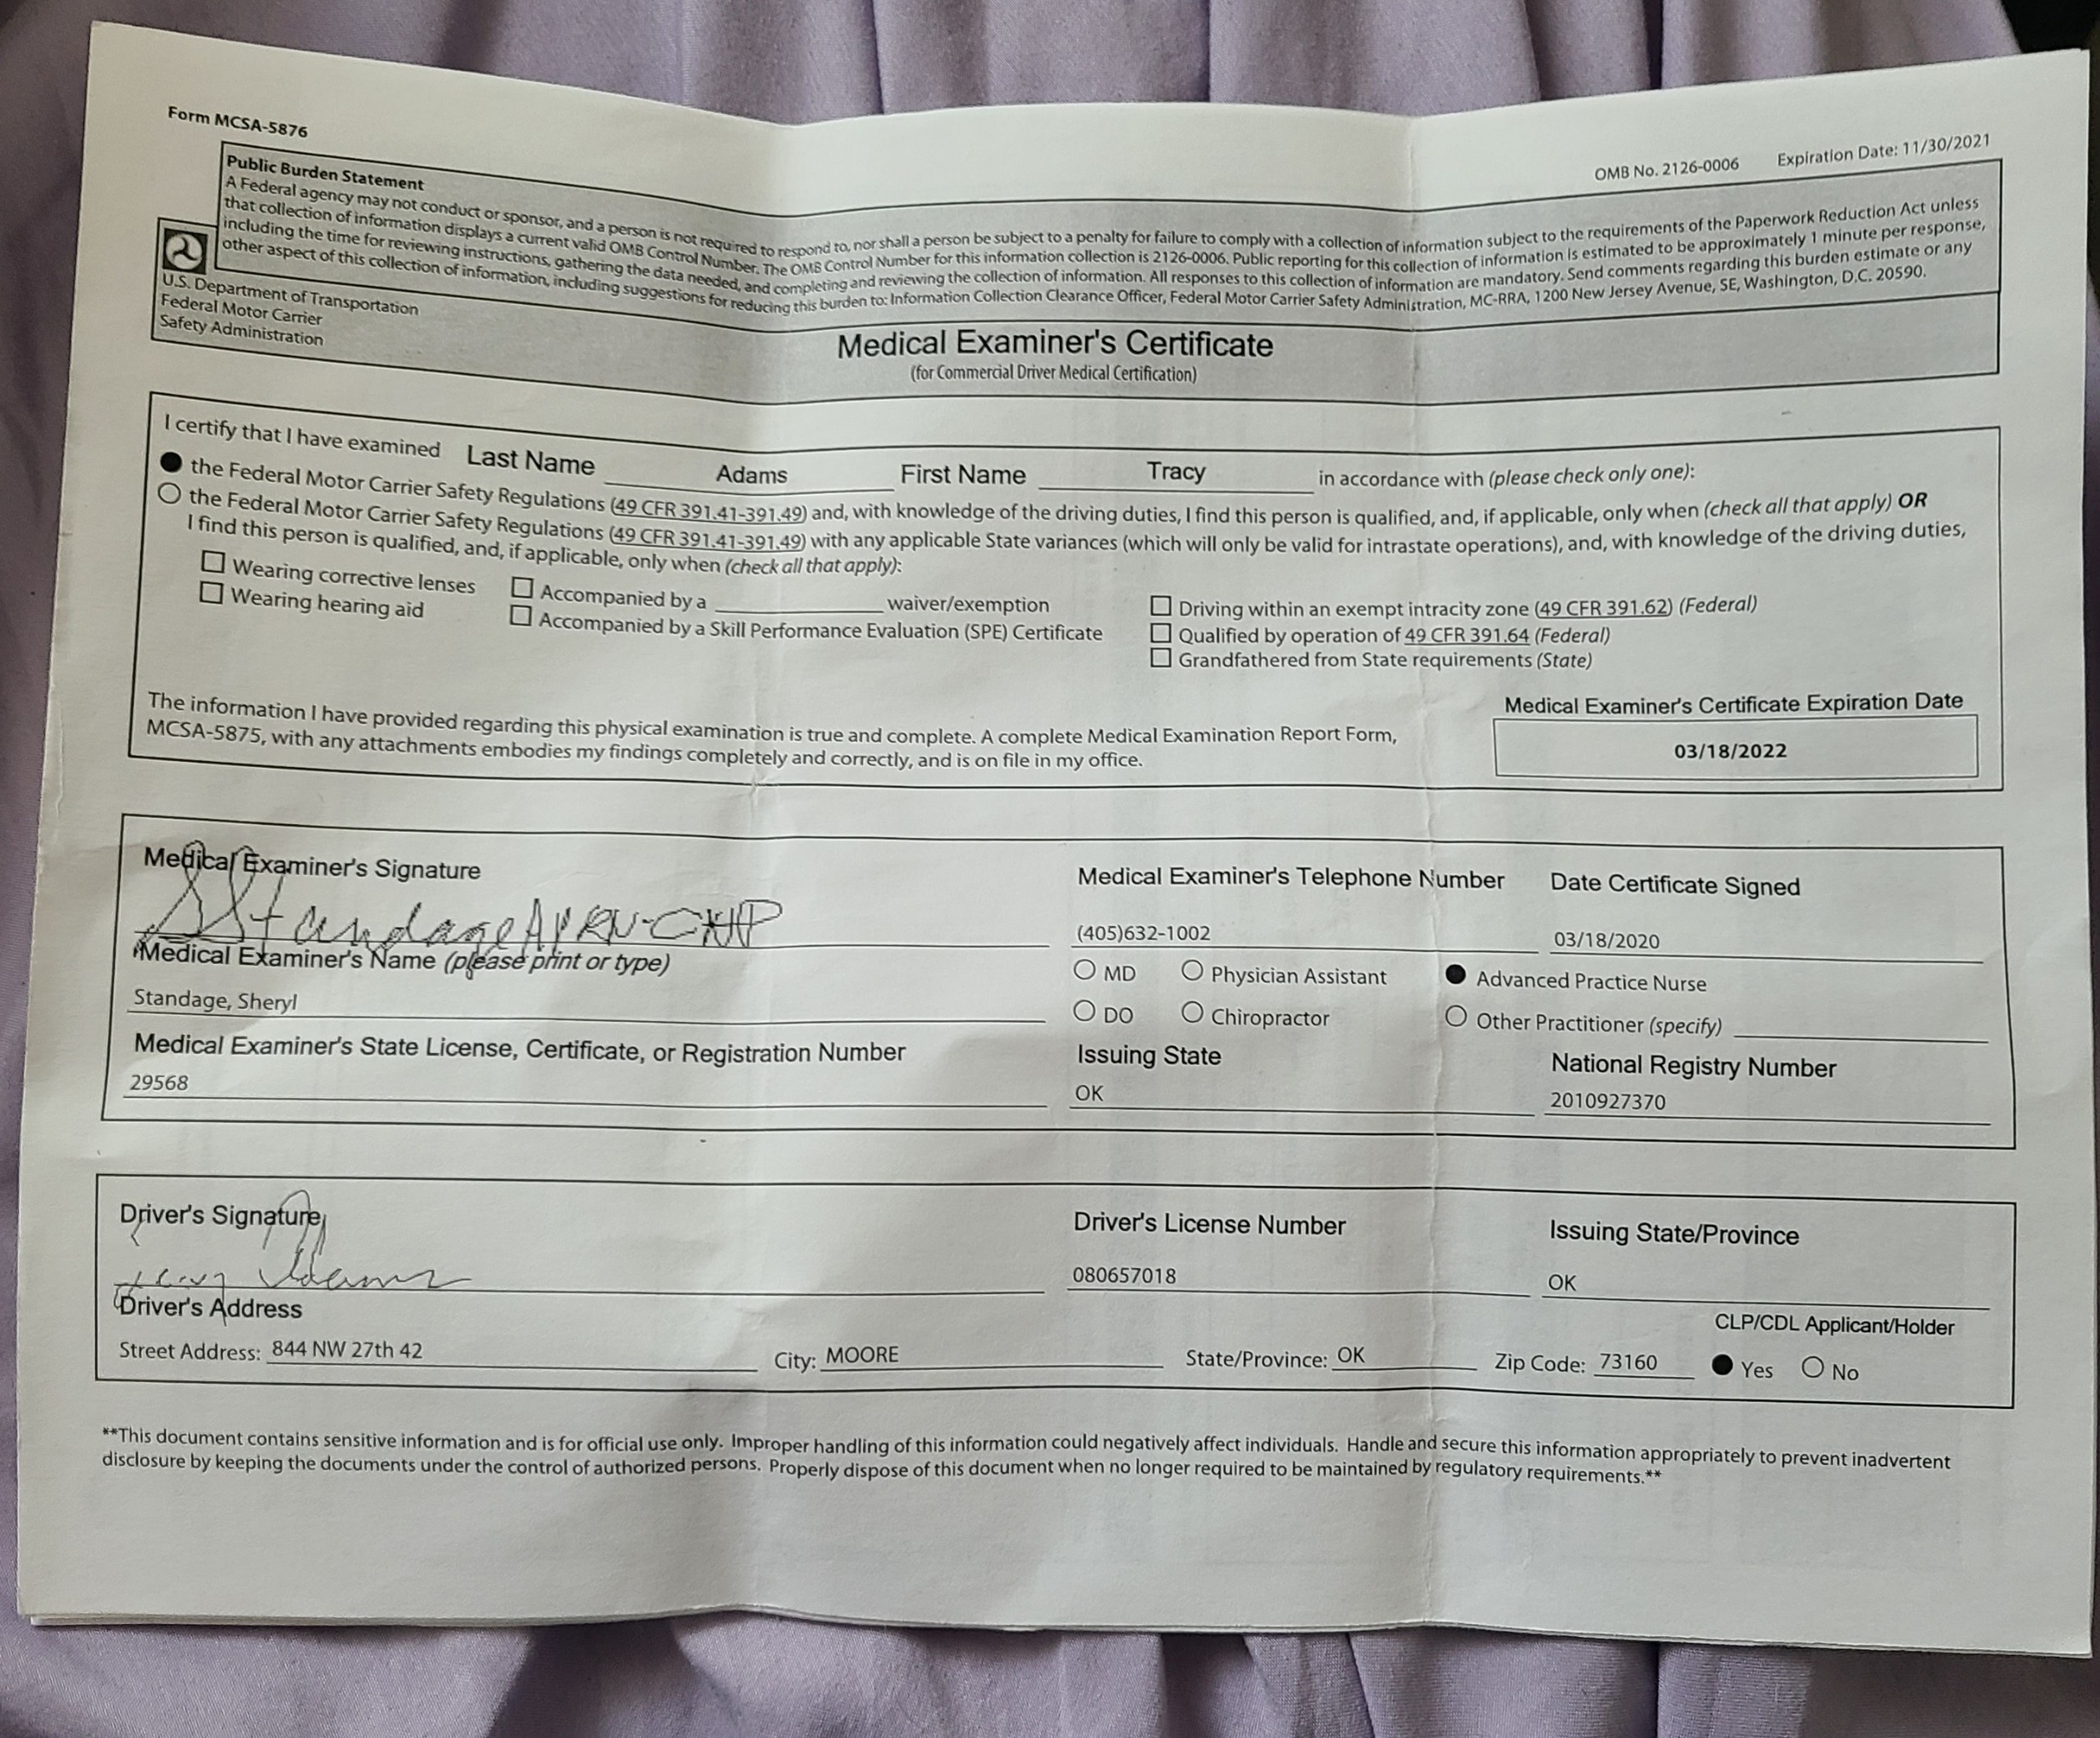 Form MCSA-5876
OMB No. 2126-0006 Expiration Date: 11/30/2021
Public Burden Statement
A Federal agency may not conduct or sponsor, and a person is not required to respond to, nor shall a person be subject to a penalty for failure to comply with a collection of information subject to the requirements of the Paperwork Reduction Act unless
that collection of information displays a current valid OMB Control Number. The OMB Control Number for this information collection is 2126-0006. Public reporting for this collection of information is estimated to be approximately 1 minute per response,
including the time for reviewing instructions, gathering the data needed, and completing and reviewing the collection of information. All responses to this collection of information are mandatory. Send comments regarding this burden estimate or any
other aspect of this collection of information, including suggestions for reducing this burden to: Information Collection Clearance Officer, Federal Motor Carrier Safety Administration, MC-RRA, 1200 New Jersey Avenue, SE, Washington, D.C. 20590.
U.S. Department of Transportation
Federal Motor Carrier
Safety Administration
Medical Examiner's Certificate
(for Commercial Driver Medical Certification)
I certify that I have examined Last Name Adams First Name Tracy in accordance with (please check only one):
the Federal Motor Carrier Safety Regulations (49 CFR 391.41-391.49) and, with knowledge of the driving duties, I find this person is qualified, and, if applicable, only when (check all that apply) OR
the Federal Motor Carrier Safety Regulations (49 CFR 391.41-391.49) with any applicable State variances (which will only be valid for intrastate operations), and, with knowledge of the driving duties,
I find this person is qualified, and, if applicable, only when (check all that apply):
Wearing corrective lenses Accompanied by a waiver/exemption Driving within an exempt intracity zone (49 CFR 391.62) (Federal)
Wearing hearing aid Accompanied by a Skill Performance Evaluation (SPE) Certificate Qualified by operation of 49 CFR 391.64 (Federal)
Grandfathered from State requirements (State)
The information I have provided regarding this physical examination is true and complete. A complete Medical Examination Report Form,
MCSA-5875, with any attachments embodies my findings completely and correctly, and is on file in my office.
Medical Examiner's Certificate Expiration Date
03/18/2022
Medical Examiner's Signature Medical Examiner's Telephone Number Date Certificate Signed
SStandage APRN-CNP (405)632-1002 03/18/2020
Medical Examiner's Name (please print or type) MD Physician Assistant Advanced Practice Nurse
Standage, Sheryl DO Chiropractor Other Practitioner (specify)
Medical Examiner's State License, Certificate, or Registration Number Issuing State National Registry Number
29568 OK 2010927370
Driver's Signature Driver's License Number Issuing State/Province
Tracy Adams 080657018 OK
Driver's Address CLP/CDL Applicant/Holder
Street Address: 844 NW 27th 42 City: MOORE State/Province: OK Zip Code: 73160 Yes No
**This document contains sensitive information and is for official use only. Improper handling of this information could negatively affect individuals. Handle and secure this information appropriately to prevent inadvertent
disclosure by keeping the documents under the control of authorized persons. Properly dispose of this document when no longer required to be maintained by regulatory requirements.**